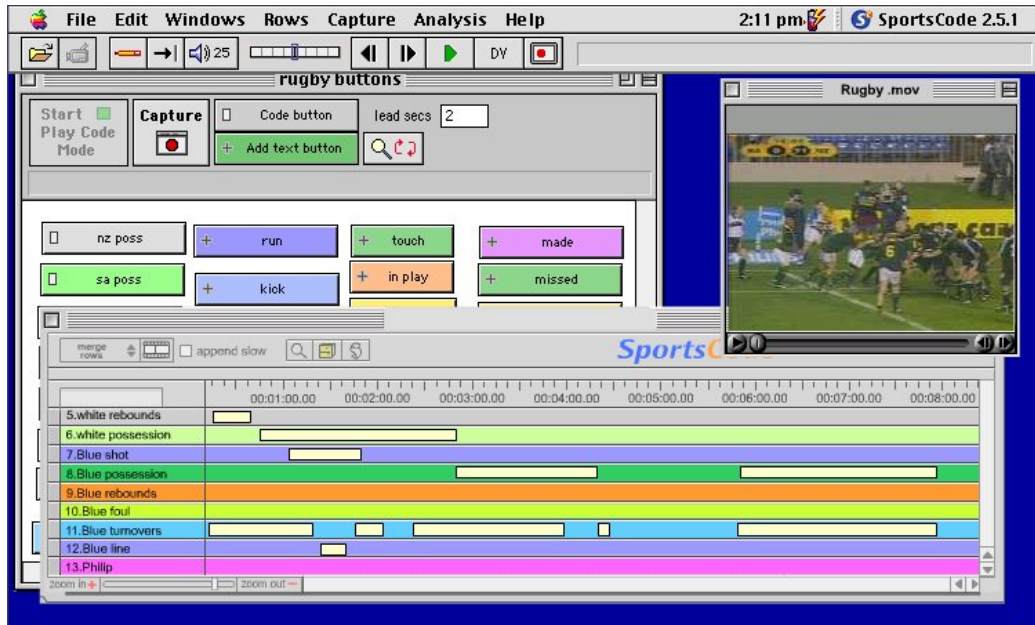 File Edit Windows Rows Capture Analysis Help 2:11 pm SportsCode 2.5.1
25 DV
rugby buttons
Rugby .mov
Start Play Code Mode
Capture
Code button
lead secs 2
Add text button
nz poss run touch made
sa poss kick in play missed
merge rows
append slow
SportsCode
00:01:00.00 00:02:00.00 00:03:00.00 00:04:00.00 00:05:00.00 00:06:00.00 00:07:00.00 00:08:00.00
5.white rebounds
6.white possession
7.Blue shot
8.Blue possession
9.Blue rebounds
10.Blue foul
11.Blue turnovers
12.Blue line
13.Philip
zoom in + zoom out −